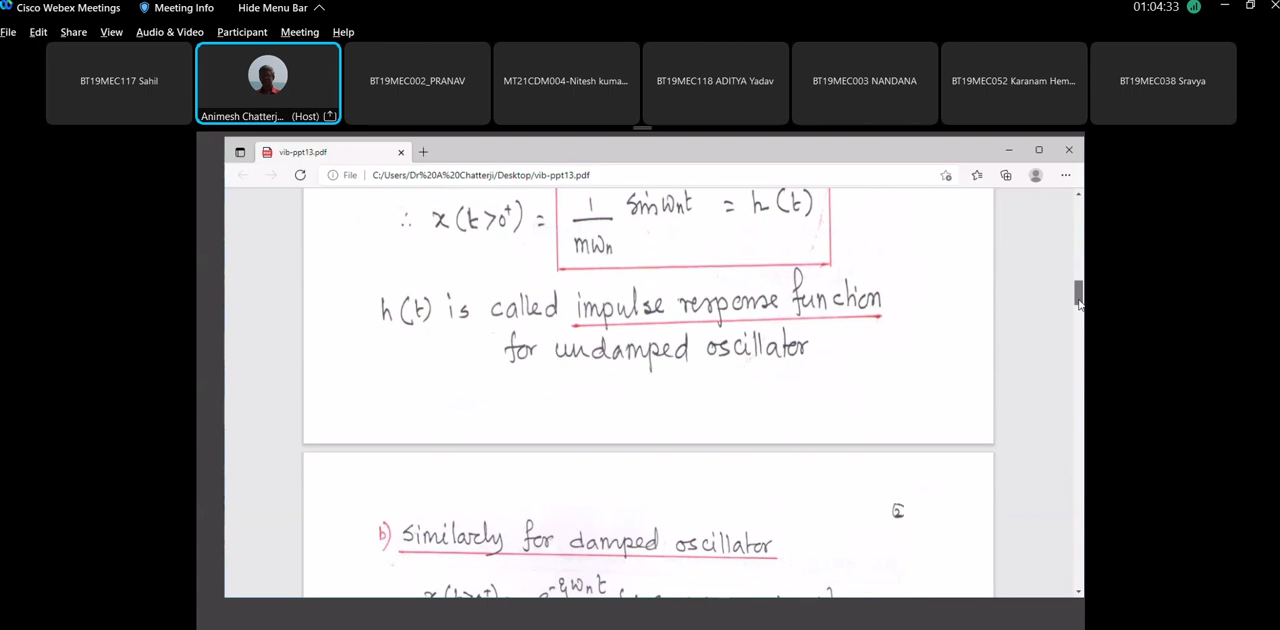 Cisco Webex Meetings Meeting Info Hide Menu Bar 01:04:33
File Edit Share View Audio & Video Participant Meeting Help
BT19MEC117 Sahil
Animesh Chatterj... (Host)
BT19MEC002_PRANAV
MT21CDM004-Nitesh kuma...
BT19MEC118 ADITYA Yadav
BT19MEC003 NANDANA
BT19MEC052 Karanam Hem...
BT19MEC038 Sravya
vib-ppt13.pdf
File C:/Users/Dr%20A%20Chatterji/Desktop/vib-ppt13.pdf
∴ x(t>0⁺) = 1/mωn sinωnt = h(t)
h(t) is called impulse response function
for undamped oscillator
b) Similarly for damped oscillator